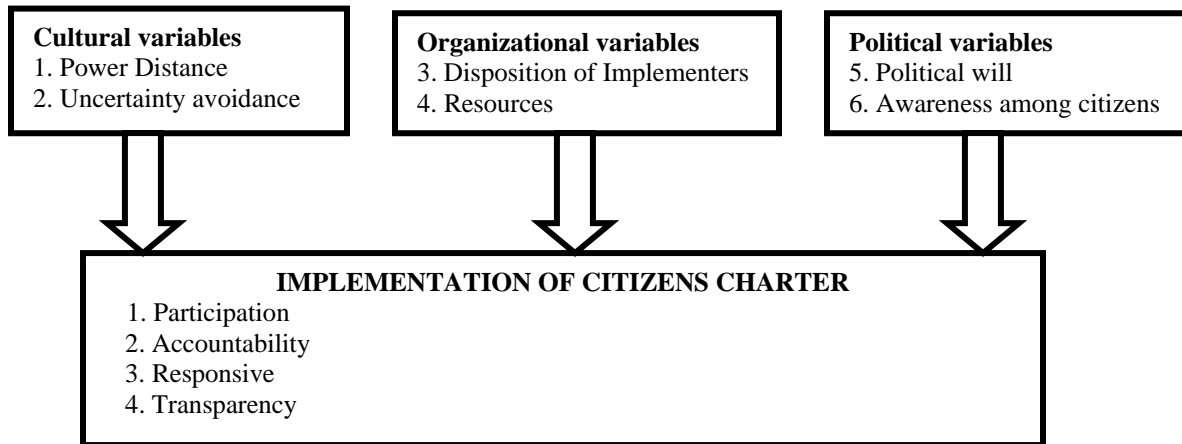 Cultural variables
1. Power Distance
2. Uncertainty avoidance
Organizational variables
3. Disposition of Implementers
4. Resources
Political variables
5. Political will
6. Awareness among citizens
IMPLEMENTATION OF CITIZENS CHARTER
1. Participation
2. Accountability
3. Responsive
4. Transparency